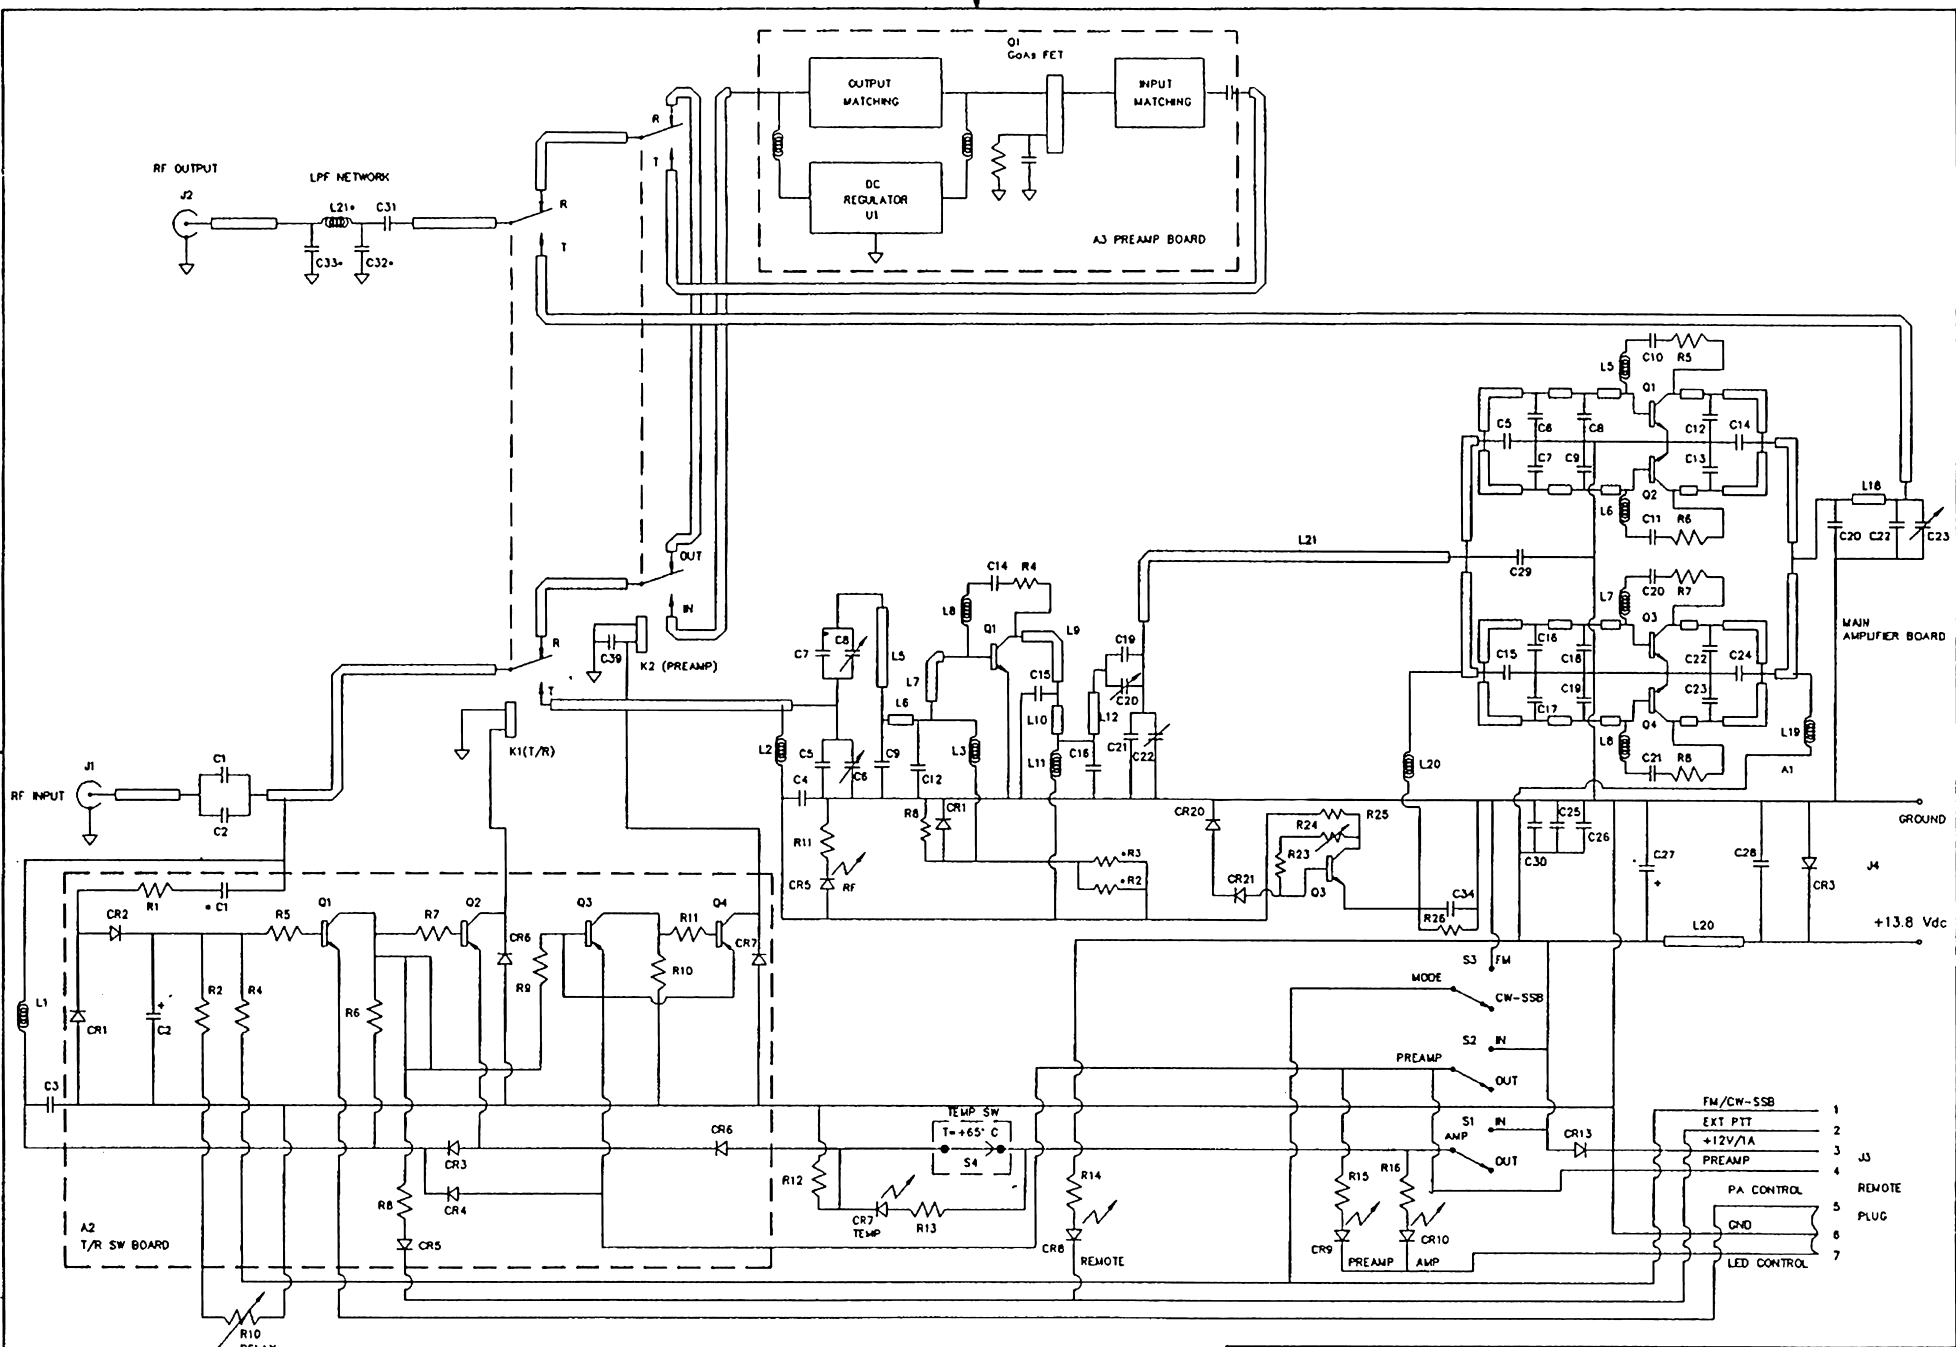 Q1
GaAs FET
OUTPUT
MATCHING
INPUT
MATCHING
DC
REGULATOR
U1
A3 PREAMP BOARD
R
T
RF OUTPUT
J2
LPF NETWORK
L21*
C31
C33*
C32*
R
T
C10
R5
L5
Q1
C5
C6
C8
C12
C14
C7
C9
C13
Q2
L6
C11
R6
L18
C20
C22
C23
L21
C29
L7
C20
R7
Q3
C16
C18
C22
C15
C24
C19
C23
C17
Q4
L8
C21
R8
L19
A1
MAIN
AMPLIFIER BOARD
OUT
IN
R
T
C39
K2 (PREAMP)
K1(T/R)
C7
C8
L5
L6
L7
L8
C14
R4
Q1
L9
C15
L10
L12
C19
C20
C21
C22
L2
C5
C6
C9
C12
L3
L11
C16
C4
L20
J1
RF INPUT
C1
C2
R11
CR5
RF
R8
CR1
*R3
*R2
CR20
CR21
R24
R25
R23
Q3
C34
R26
C30
C25
C26
C27
+
C28
CR3
GROUND
J4
+13.8 Vdc
L20
R1
* C1
CR2
R5
Q1
R7
Q2
CR6
Q3
R11
Q4
CR7
R9
R10
L1
CR1
+
C2
R2
R4
R6
C3
S3
FM
MODE
CW-SSB
S2
IN
PREAMP
OUT
S1
IN
AMP
OUT
TEMP SW
T=+65° C
S4
CR3
CR4
CR6
R12
R13
CR7
TEMP
R14
CR8
REMOTE
R15
R16
CR9
CR10
PREAMP
AMP
CR13
R8
CR5
A2
T/R SW BOARD
R10
FM/CW-SSB
1
EXT PTT
2
+12V/1A
3
PREAMP
4
PA CONTROL
5
GND
6
7
LED CONTROL
J3
REMOTE
PLUG